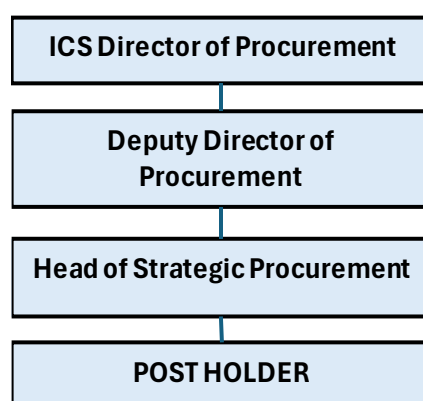 ICS Director of Procurement
Deputy Director of
Procurement
Head of Strategic Procurement
POST HOLDER